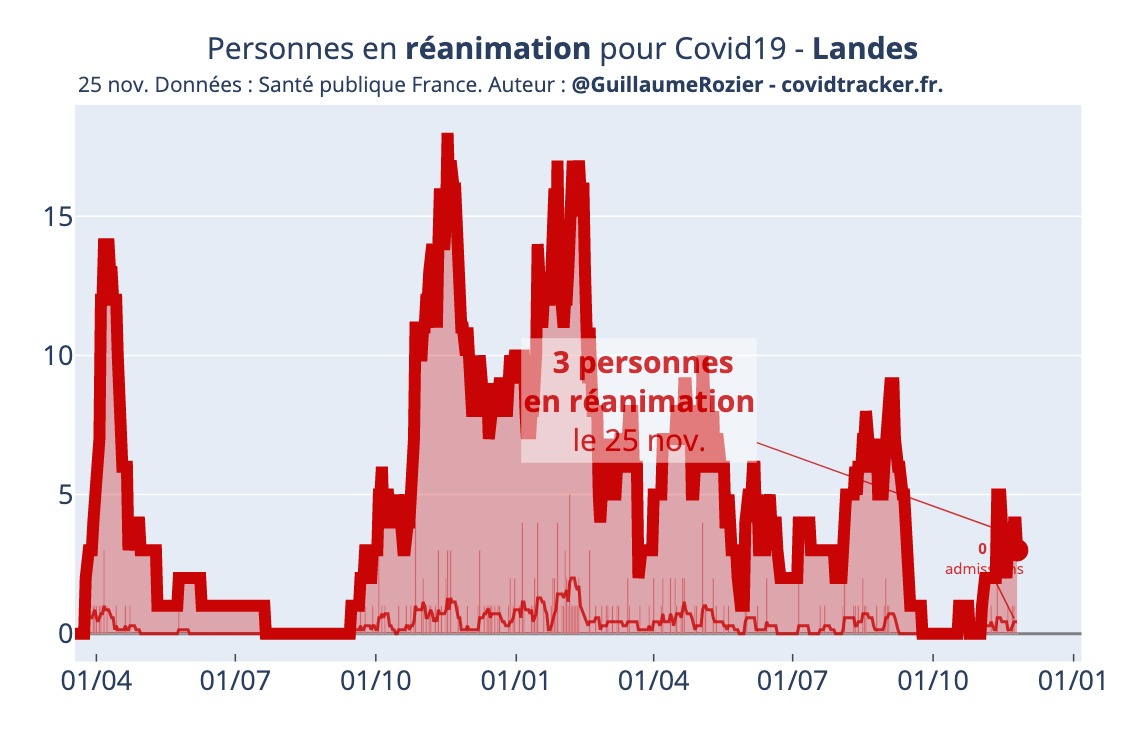 Personnes en réanimation pour Covid19 - Landes
25 nov. Données : Santé publique France. Auteur : @GuillaumeRozier - covidtracker.fr.
15
10
5
0
3 personnes
en réanimation
le 25 nov.
0
admissions
01/04
01/07
01/10
01/01
01/04
01/07
01/10
01/01